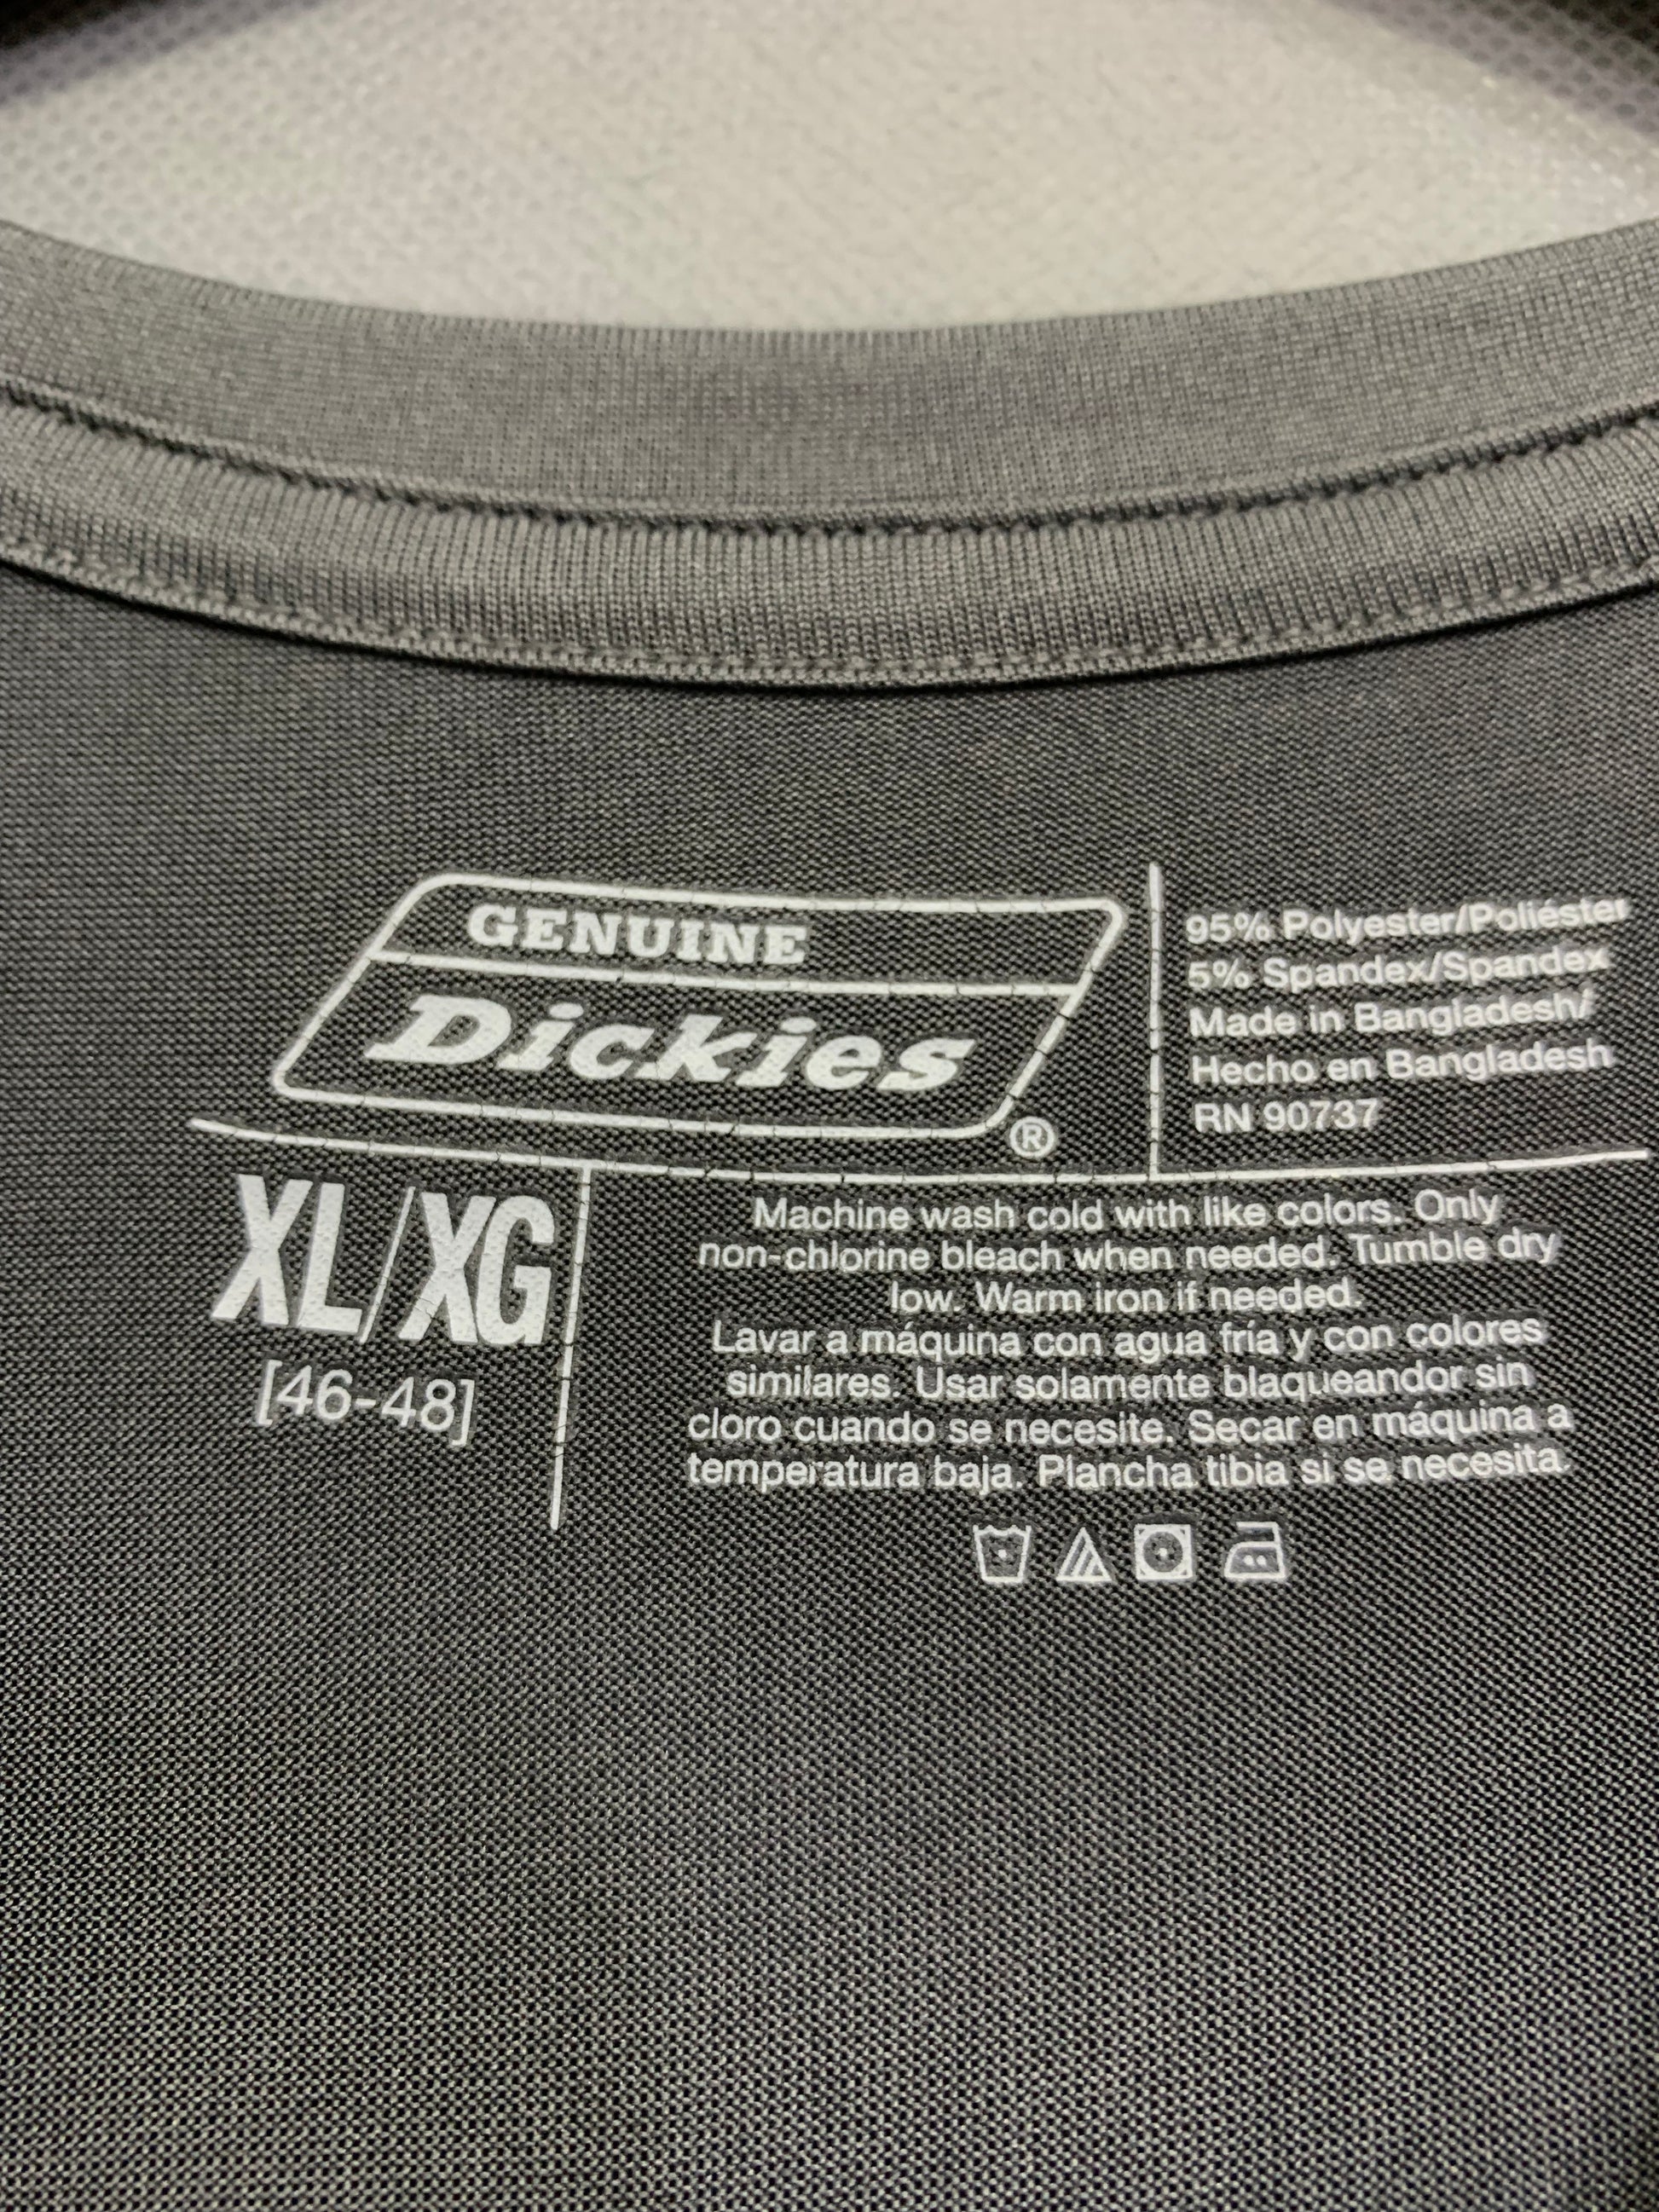 GENUINE
Dickies
®
95% Polyester/Poliéster
5% Spandex/Spandex
Made in Bangladesh/
Hecho en Bangladesh
RN 90737
XL/XG
[46-48]
Machine wash cold with like colors. Only
non-chlorine bleach when needed. Tumble dry
low. Warm iron if needed.
Lavar a máquina con agua fría y con colores
similares. Usar solamente blaqueandor sin
cloro cuando se necesite. Secar en máquina a
temperatura baja. Plancha tibia si se necesita.